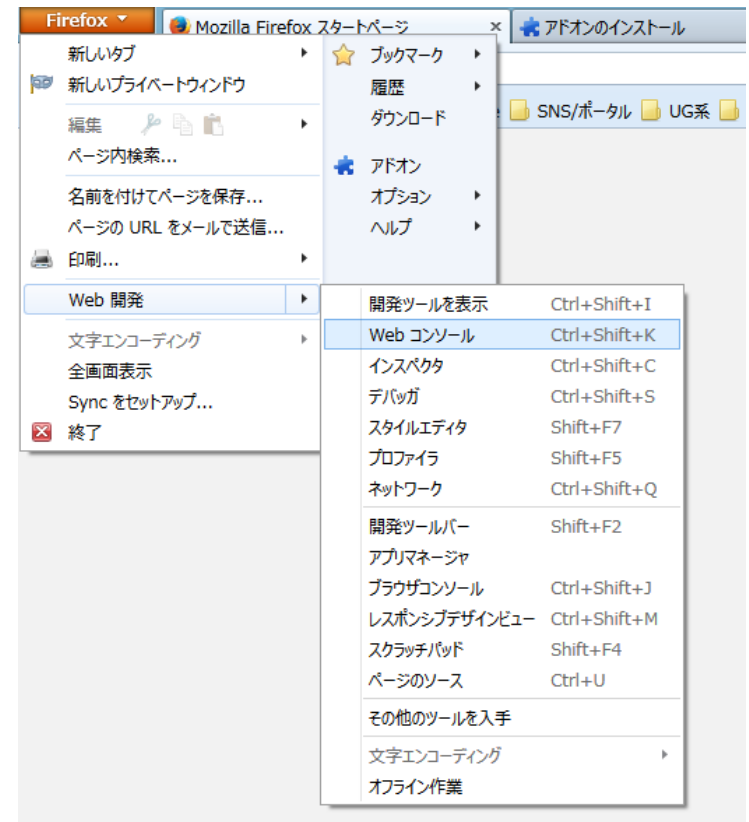 Firefox
Mozilla Firefox スタートページ
アドオンのインストール
SNS/ポータル
UG系
新しいタブ
新しいプライベートウィンドウ
編集
ページ内検索...
名前を付けてページを保存...
ページの URL をメールで送信...
印刷...
Web 開発
文字エンコーディング
全画面表示
Sync をセットアップ...
終了
ブックマーク
履歴
ダウンロード
アドオン
オプション
ヘルプ
開発ツールを表示 Ctrl+Shift+I
Web コンソール Ctrl+Shift+K
インスペクタ Ctrl+Shift+C
デバッガ Ctrl+Shift+S
スタイルエディタ Shift+F7
プロファイラ Shift+F5
ネットワーク Ctrl+Shift+Q
開発ツールバー Shift+F2
アプリマネージャ
ブラウザコンソール Ctrl+Shift+J
レスポンシブデザインビュー Ctrl+Shift+M
スクラッチパッド Shift+F4
ページのソース Ctrl+U
その他のツールを入手
文字エンコーディング
オフライン作業